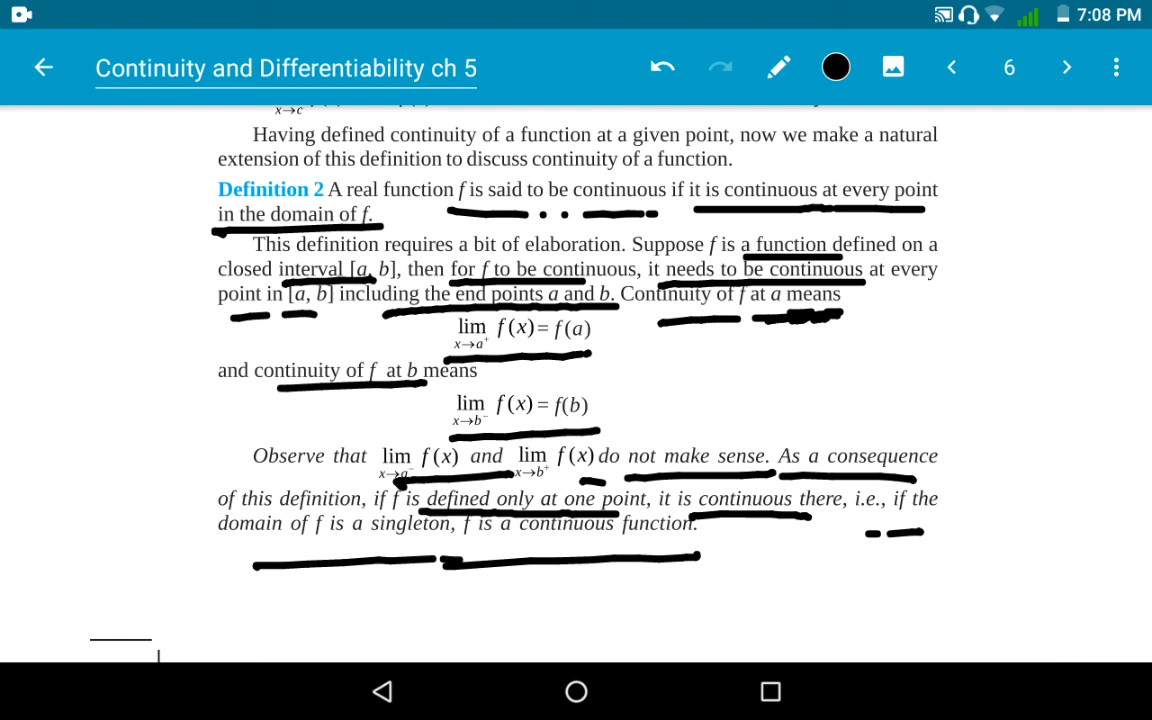 7:08 PM
Continuity and Differentiability ch 5
6
x→c
Having defined continuity of a function at a given point, now we make a natural
extension of this definition to discuss continuity of a function.
Definition 2 A real function f is said to be continuous if it is continuous at every point
in the domain of f.
This definition requires a bit of elaboration. Suppose f is a function defined on a
closed interval [a, b], then for f to be continuous, it needs to be continuous at every
point in [a, b] including the end points a and b. Continuity of f at a means
lim f (x) = f (a)
x→a⁺
and continuity of f at b means
lim f (x) = f(b)
x→b⁻
Observe that lim f (x) and lim f (x) do not make sense. As a consequence
x→a⁻ x→b⁺
of this definition, if f is defined only at one point, it is continuous there, i.e., if the
domain of f is a singleton, f is a continuous function.